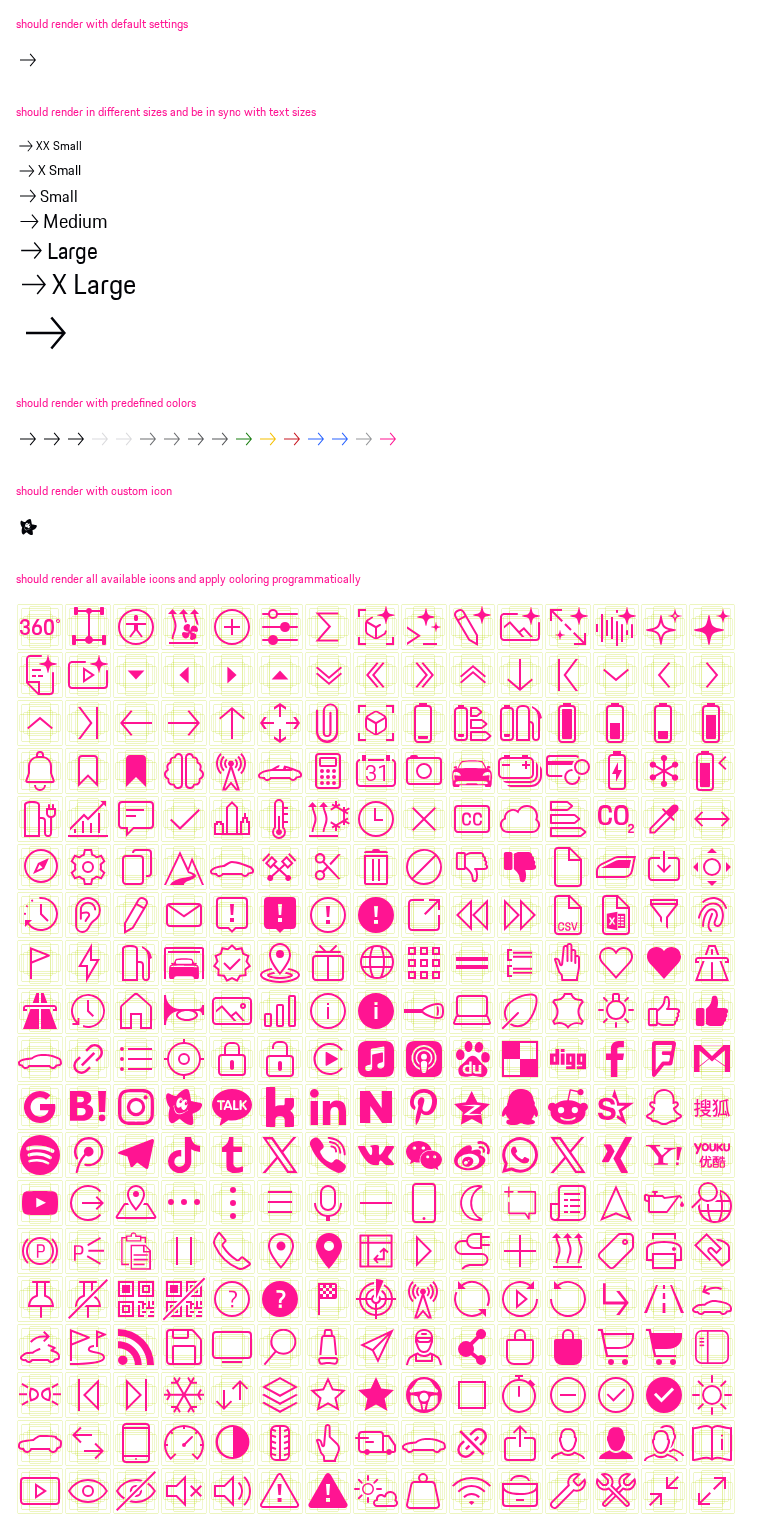 should render with default settings
should render in different sizes and be in sync with text sizes
XX Small
X Small
Small
Medium
Large
X Large
should render with predefined colors
should render with custom icon
should render all available icons and apply coloring programmatically
360°
31
CC
CO2
CSV
X
i
du
digg
G B! TALK k in N P Z S 搜狐
t X VK X Y! YOUKU
优酷
P P
? ?
i